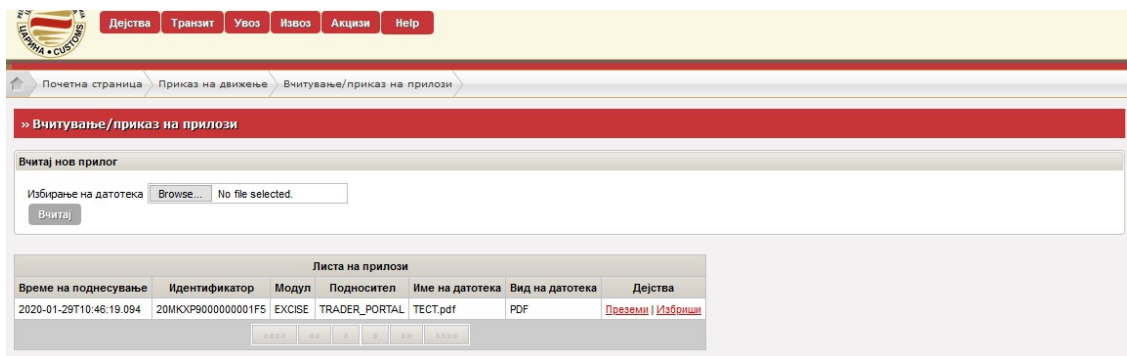 ЦАРИНА • CUSTOMS
Дејства Транзит Увоз Извоз Акцизи Help
Почетна страница Приказ на движење Вчитување/приказ на прилози
» Вчитување/приказ на прилози
Вчитај нов прилог
Избирање на датотека Browse... No file selected.
Вчитај
Листа на прилози
Време на поднесување Идентификатор Модул Подносител Име на датотека Вид на датотека Дејства
2020-01-29T10:46:19.094 20MKXP9000000001F5 EXCISE TRADER_PORTAL ТЕСТ.pdf PDF Преземи | Избриши